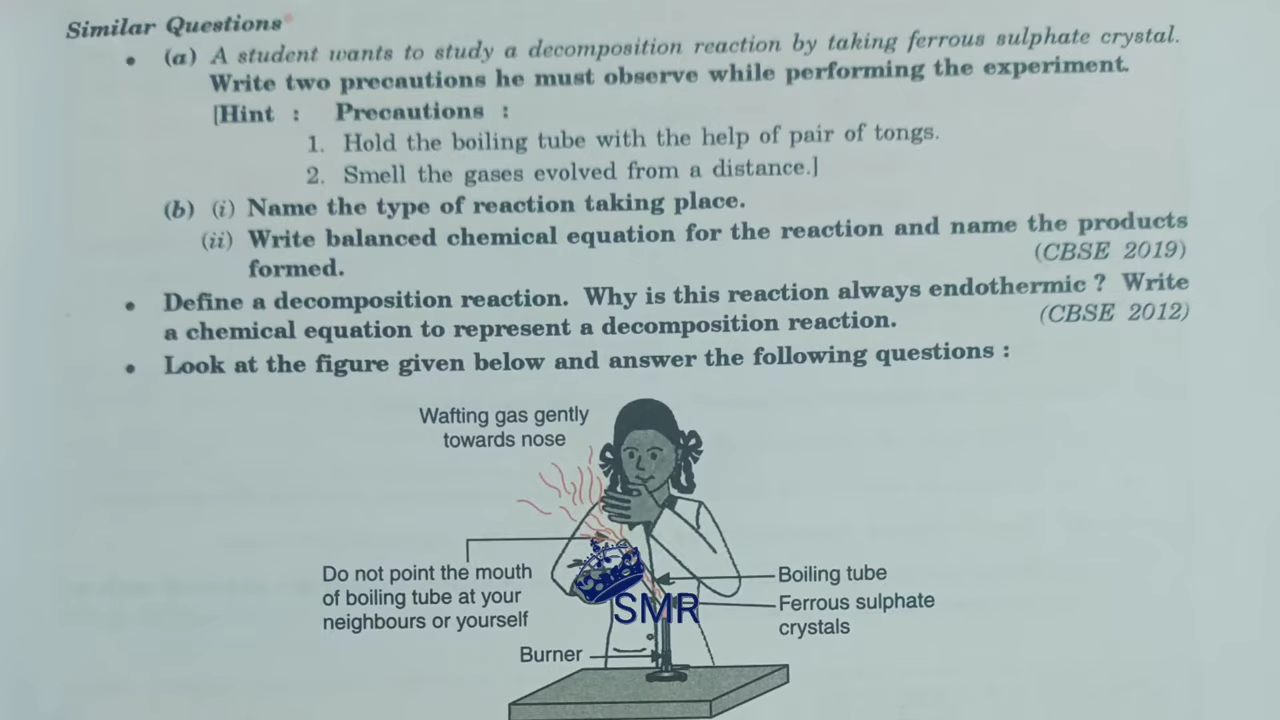 Similar Questions
• (a) A student wants to study a decomposition reaction by taking ferrous sulphate crystal.
Write two precautions he must observe while performing the experiment.
[Hint : Precautions :
1. Hold the boiling tube with the help of pair of tongs.
2. Smell the gases evolved from a distance.]
(b) (i) Name the type of reaction taking place.
(ii) Write balanced chemical equation for the reaction and name the products
formed. (CBSE 2019)
• Define a decomposition reaction. Why is this reaction always endothermic ? Write
a chemical equation to represent a decomposition reaction. (CBSE 2012)
• Look at the figure given below and answer the following questions :
Wafting gas gently
towards nose
Do not point the mouth
of boiling tube at your
neighbours or yourself
Boiling tube
Ferrous sulphate
crystals
SMR
Burner